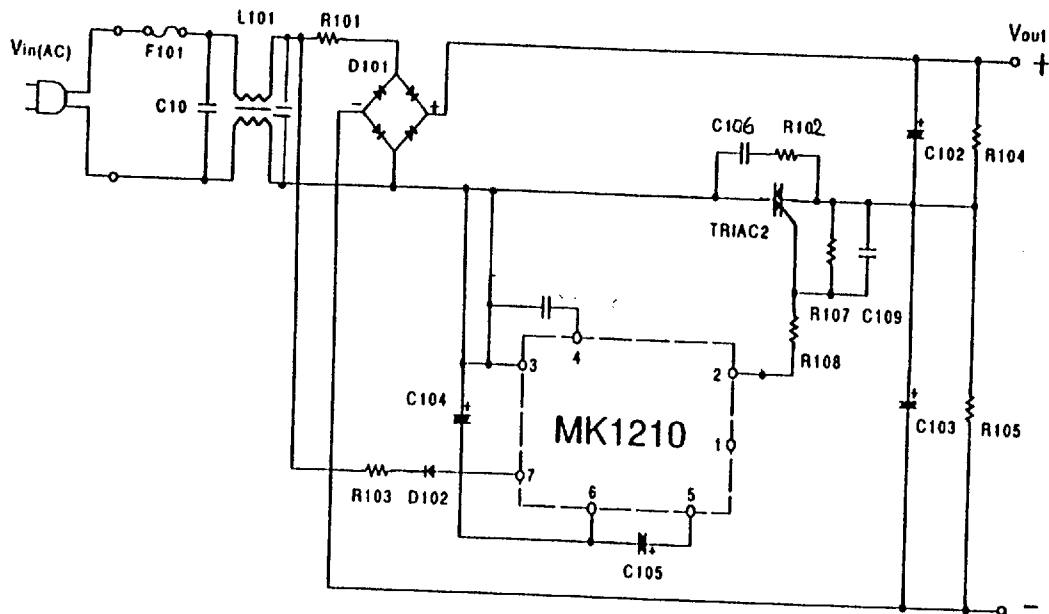 L101
R101
Vout
Vin(AC)
F101
+
D101
C10
-
+
C106
R102
+
C102
R104
TRIAC2
R107
C109
4
R108
3
2
C104
+
+
MK1210
C103
R105
1
7
R103
D102
6
5
+
C105
-